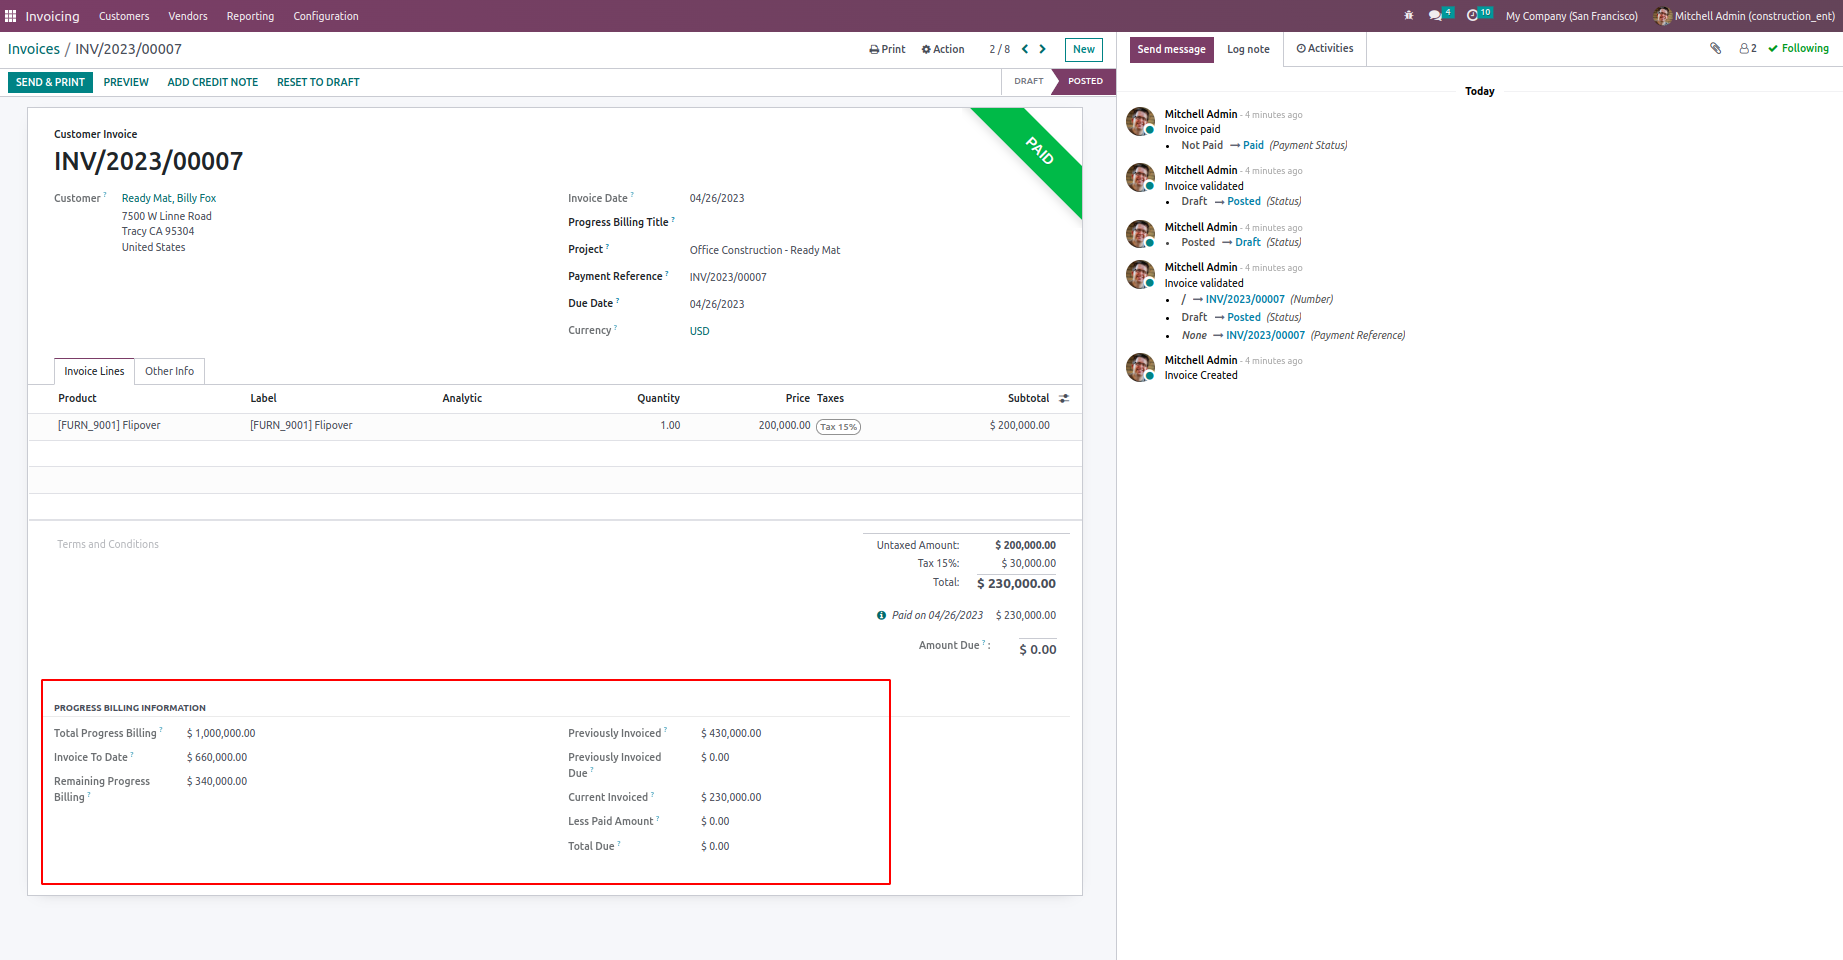 Invoicing Customers Vendors Reporting Configuration 4 10 My Company (San Francisco) Mitchell Admin (construction_ent)
Invoices / INV/2023/00007 Print Action 2 / 8 New
SEND & PRINT PREVIEW ADD CREDIT NOTE RESET TO DRAFT DRAFT POSTED
Customer Invoice
INV/2023/00007
PAID
Customer ? Ready Mat, Billy Fox
7500 W Linne Road
Tracy CA 95304
United States
Invoice Date ? 04/26/2023
Progress Billing Title ?
Project ? Office Construction - Ready Mat
Payment Reference ? INV/2023/00007
Due Date ? 04/26/2023
Currency ? USD
Invoice Lines Other Info
Product Label Analytic Quantity Price Taxes Subtotal
[FURN_9001] Flipover [FURN_9001] Flipover 1.00 200,000.00 Tax 15% $ 200,000.00
Terms and Conditions
Untaxed Amount: $ 200,000.00
Tax 15%: $ 30,000.00
Total: $ 230,000.00
Paid on 04/26/2023 $ 230,000.00
Amount Due ? : $ 0.00
PROGRESS BILLING INFORMATION
Total Progress Billing ? $ 1,000,000.00
Invoice To Date ? $ 660,000.00
Remaining Progress $ 340,000.00
Billing ?
Previously Invoiced ? $ 430,000.00
Previously Invoiced $ 0.00
Due ?
Current Invoiced ? $ 230,000.00
Less Paid Amount ? $ 0.00
Total Due ? $ 0.00
Send message Log note Activities 2 Following
Today
Mitchell Admin - 4 minutes ago
Invoice paid
• Not Paid → Paid (Payment Status)
Mitchell Admin - 4 minutes ago
Invoice validated
• Draft → Posted (Status)
Mitchell Admin - 4 minutes ago
• Posted → Draft (Status)
Mitchell Admin - 4 minutes ago
Invoice validated
• / → INV/2023/00007 (Number)
• Draft → Posted (Status)
• None → INV/2023/00007 (Payment Reference)
Mitchell Admin - 4 minutes ago
Invoice Created